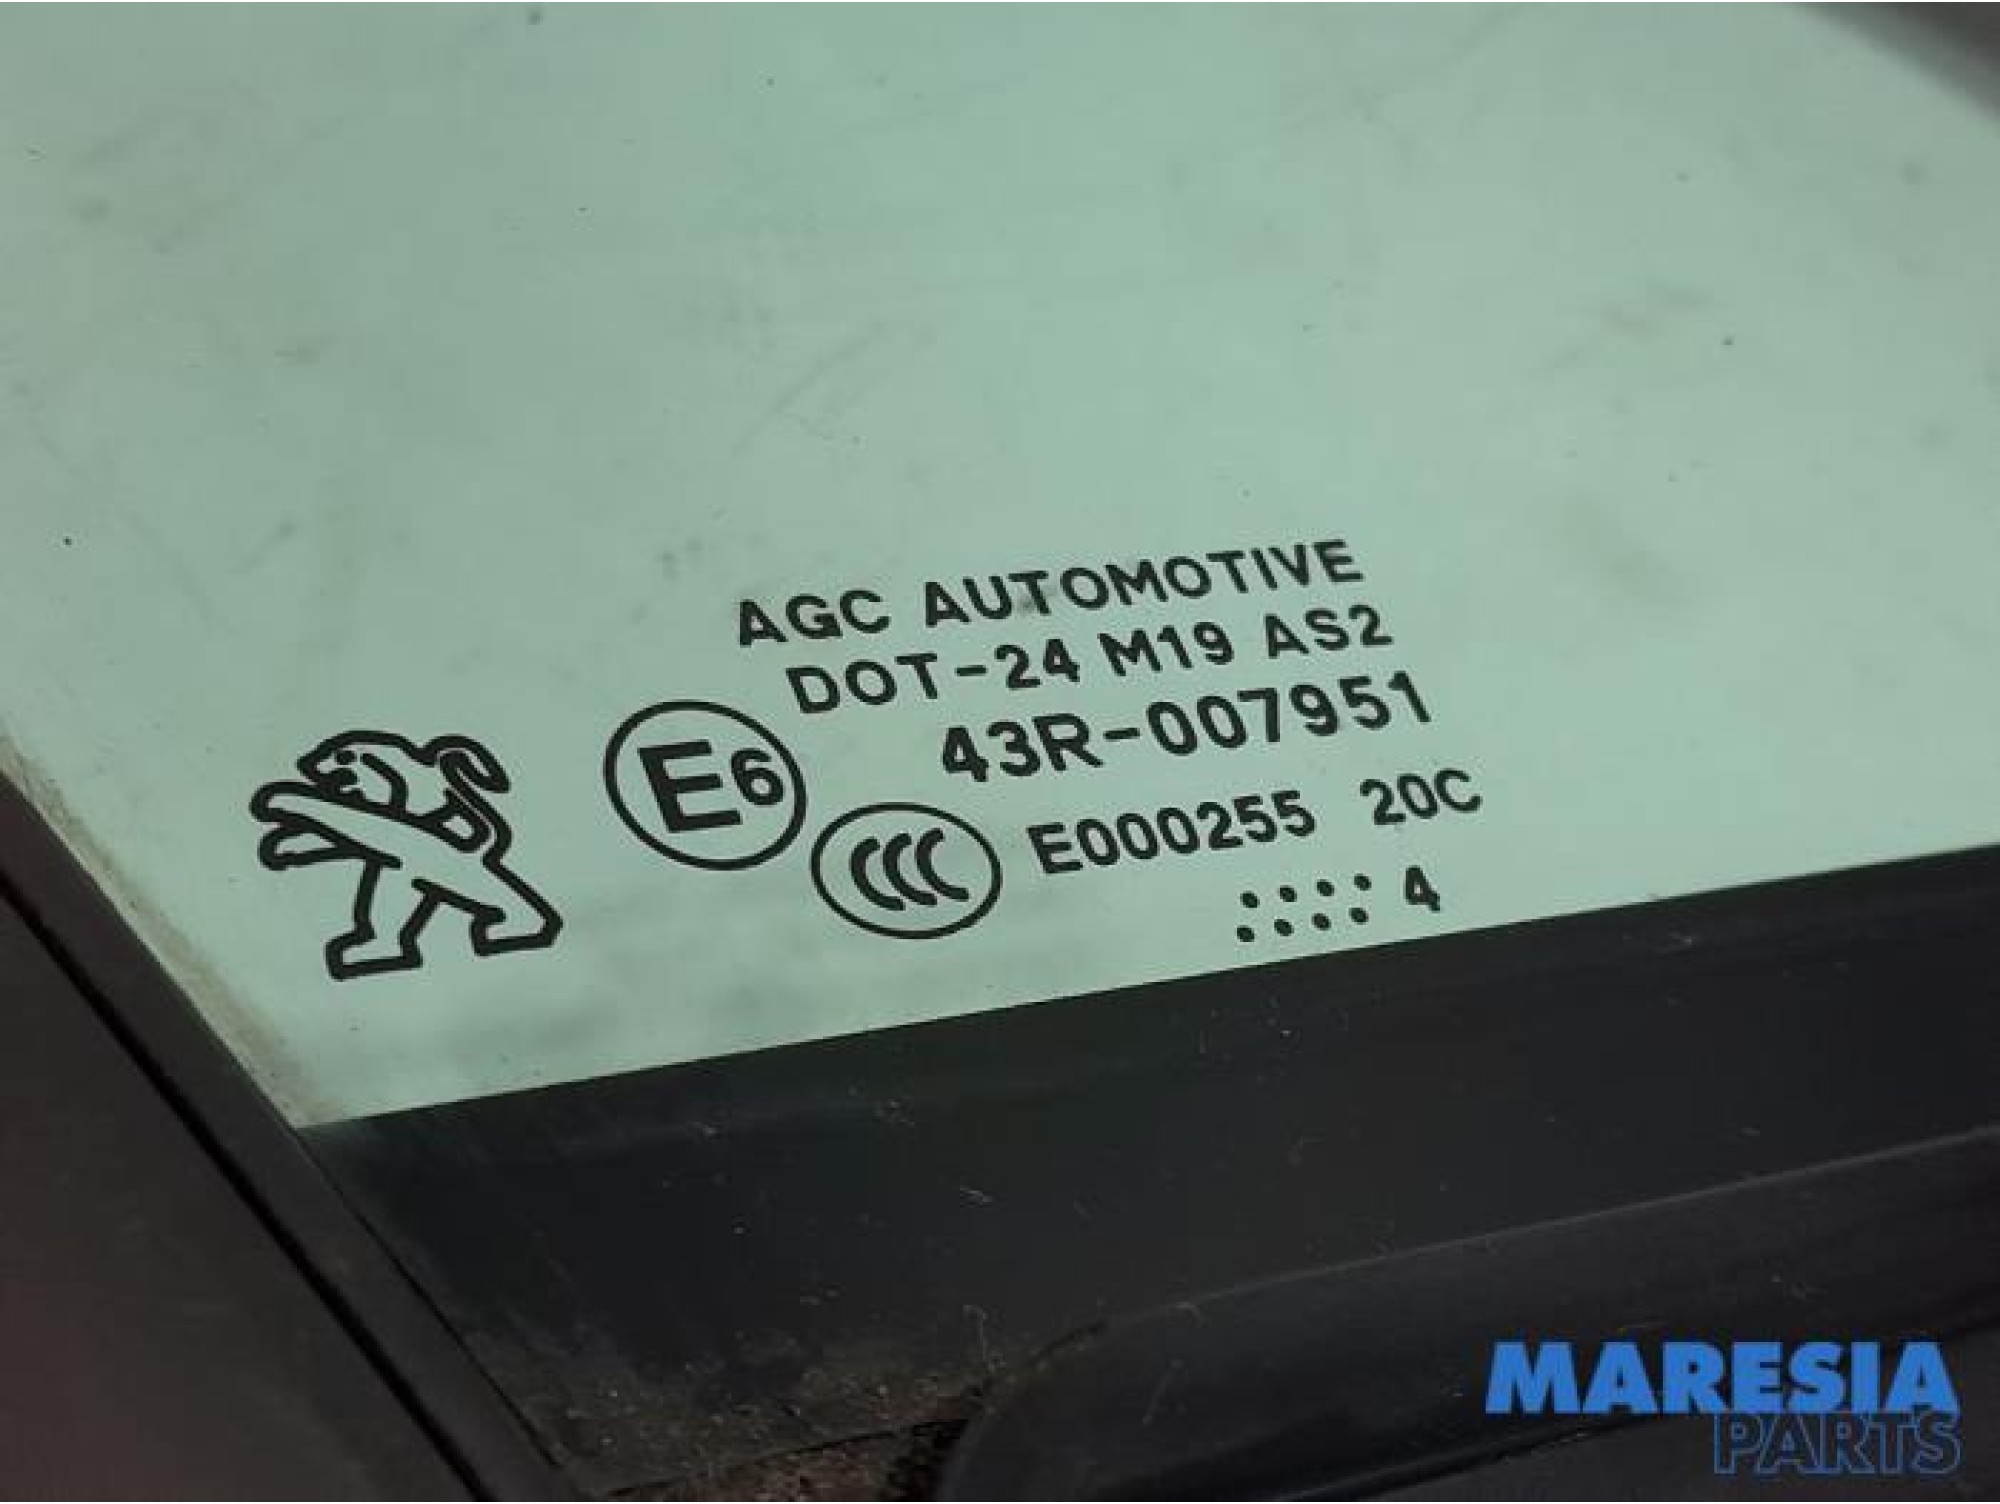 AGC AUTOMOTIVE
DOT-24 M19 AS2
43R-007951
E6
CCC
E000255 20C
4
MARESIA
PARTS